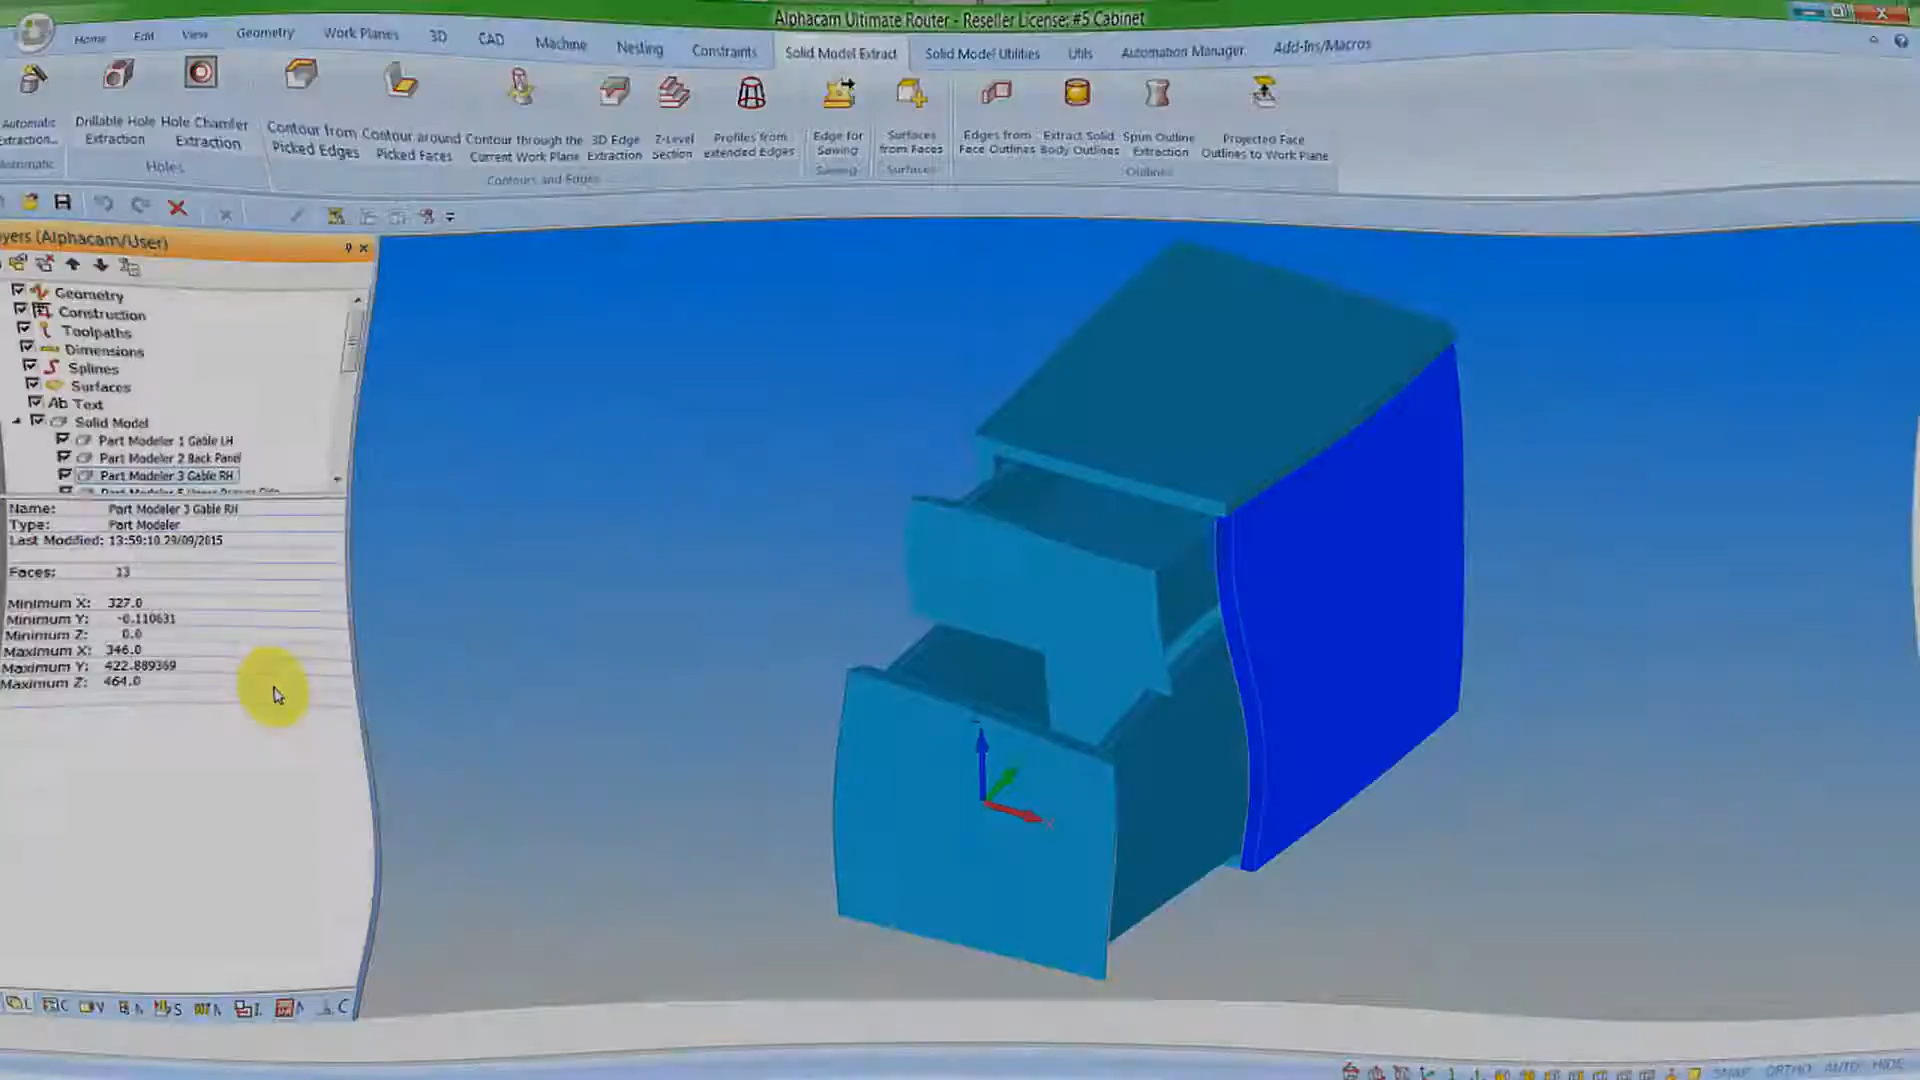 Alphacam Ultimate Router - Reseller License: #5 Cabinet
Home Edit View Geometry Work Planes 3D CAD Machine Nesting Constraints Solid Model Extract Solid Model Utilities Utils Automation Manager Add-Ins/Macros
Automatic Extraction...
Drillable Hole Extraction
Hole Chamfer Extraction
Contour from Picked Edges
Contour around Picked Faces
Contour through the Current Work Plane
3D Edge Extraction
Z-Level Section
Profiles from extended Edges
Edge for Sawing
Surfaces from Faces
Edges from Face Outlines
Extract Solid Body Outlines
Spun Outline Extraction
Projected Face Outlines to Work Plane
Holes
Contours and Edges
Sawing
Surfaces
Outlines
yers (Alphacam/User)
Geometry
Construction
Toolpaths
Dimensions
Splines
Surfaces
Ab Text
Solid Model
Part Modeler 1 Gable LH
Part Modeler 2 Back Panel
Part Modeler 3 Gable RH
Name: Part Modeler 3 Gable RH
Type: Part Modeler
Last Modified: 13:59:10 29/09/2015
Faces: 13
Minimum X: 327.0
Minimum Y: -0.110631
Minimum Z: 0.0
Maximum X: 346.0
Maximum Y: 422.889369
Maximum Z: 464.0
X
SNAP ORTHO AUTO HIDE